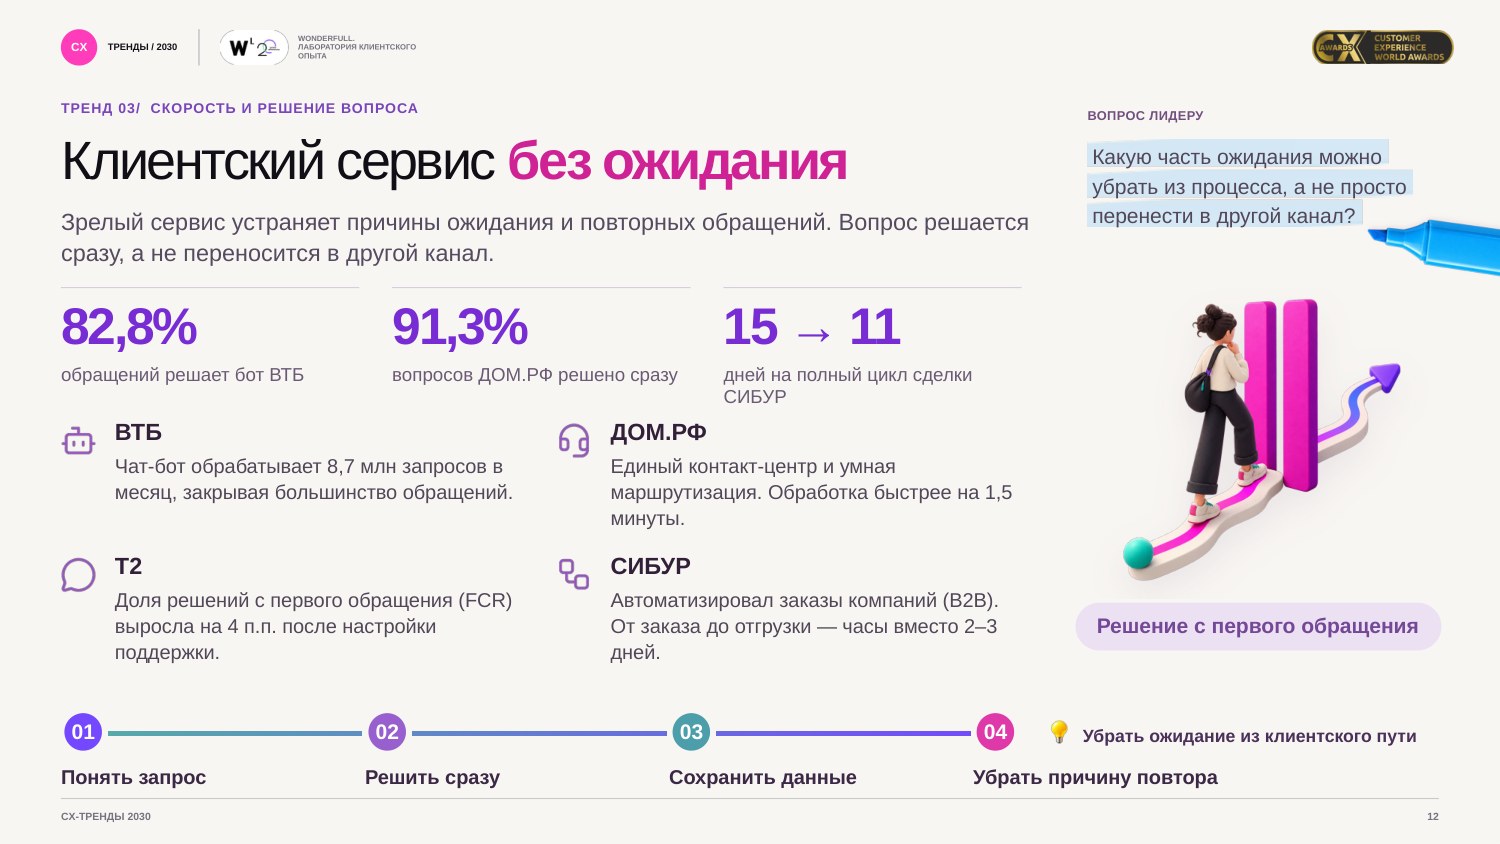 CX
ТРЕНДЫ / 2030
WONDERFULL.
ЛАБОРАТОРИЯ КЛИЕНТСКОГО
ОПЫТА
CX
AWARDS
CUSTOMER
EXPERIENCE
WORLD AWARDS
ТРЕНД 03/ СКОРОСТЬ И РЕШЕНИЕ ВОПРОСА
Клиентский сервис без ожидания
Зрелый сервис устраняет причины ожидания и повторных обращений. Вопрос решается
сразу, а не переносится в другой канал.
ВОПРОС ЛИДЕРУ
Какую часть ожидания можно
убрать из процесса, а не просто
перенести в другой канал?
82,8%
обращений решает бот ВТБ
91,3%
вопросов ДОМ.РФ решено сразу
15 → 11
дней на полный цикл сделки
СИБУР
ВТБ
Чат-бот обрабатывает 8,7 млн запросов в
месяц, закрывая большинство обращений.
ДОМ.РФ
Единый контакт-центр и умная
маршрутизация. Обработка быстрее на 1,5
минуты.
Т2
Доля решений с первого обращения (FCR)
выросла на 4 п.п. после настройки
поддержки.
СИБУР
Автоматизировал заказы компаний (B2B).
От заказа до отгрузки — часы вместо 2–3
дней.
Решение с первого обращения
01
Понять запрос
02
Решить сразу
03
Сохранить данные
04
Убрать причину повтора
Убрать ожидание из клиентского пути
СХ-ТРЕНДЫ 2030
12